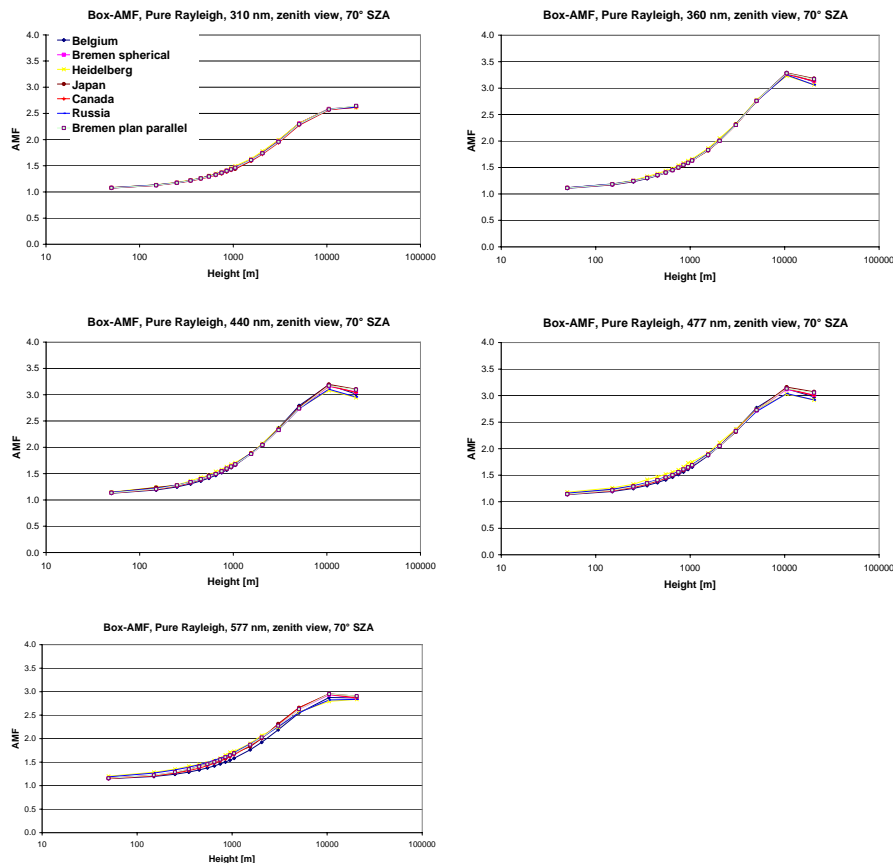 Box-AMF, Pure Rayleigh, 310 nm, zenith view, 70° SZA
4.0
3.5
3.0
2.5
2.0
1.5
1.0
0.5
0.0
AMF
Belgium
Bremen spherical
Heidelberg
Japan
Canada
Russia
Bremen plan parallel
10 100 1000 10000 100000
Height [m]
Box-AMF, Pure Rayleigh, 360 nm, zenith view, 70° SZA
4.0
3.5
3.0
2.5
2.0
1.5
1.0
0.5
0.0
AMF
10 100 1000 10000 100000
Height [m]
Box-AMF, Pure Rayleigh, 440 nm, zenith view, 70° SZA
4.0
3.5
3.0
2.5
2.0
1.5
1.0
0.5
0.0
AMF
10 100 1000 10000 100000
Height [m]
Box-AMF, Pure Rayleigh, 477 nm, zenith view, 70° SZA
4.0
3.5
3.0
2.5
2.0
1.5
1.0
0.5
0.0
AMF
10 100 1000 10000 100000
Height [m]
Box-AMF, Pure Rayleigh, 577 nm, zenith view, 70° SZA
4.0
3.5
3.0
2.5
2.0
1.5
1.0
0.5
0.0
AMF
10 100 1000 10000 100000
Height [m]